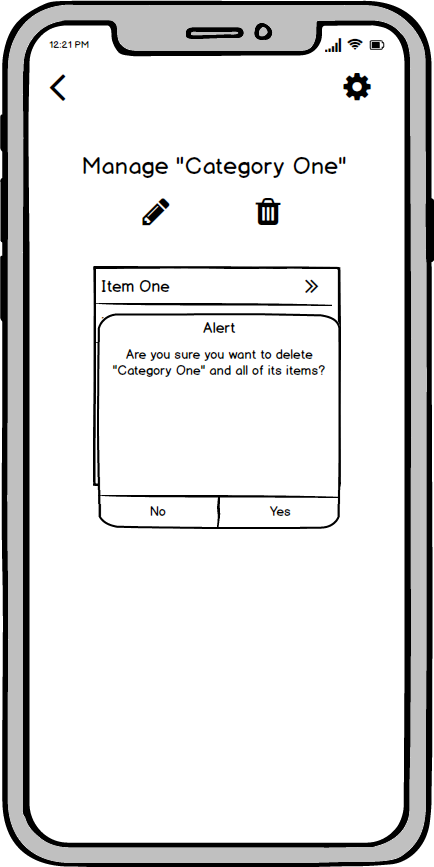 12:21 PM
Manage "Category One"
Item One
Alert
Are you sure you want to delete
"Category One" and all of its items?
No
Yes